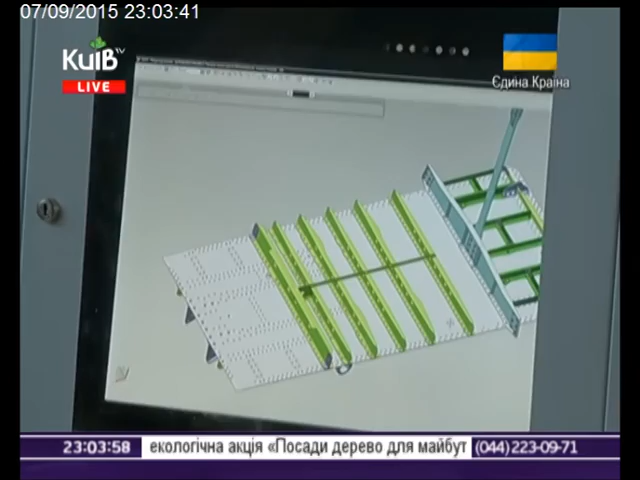 07/09/2015 23:03:41
КиїВ TV
LIVE
Єдина Країна
23:03:58 екологічна акція «Посади дерево для майбут (044)223-09-71